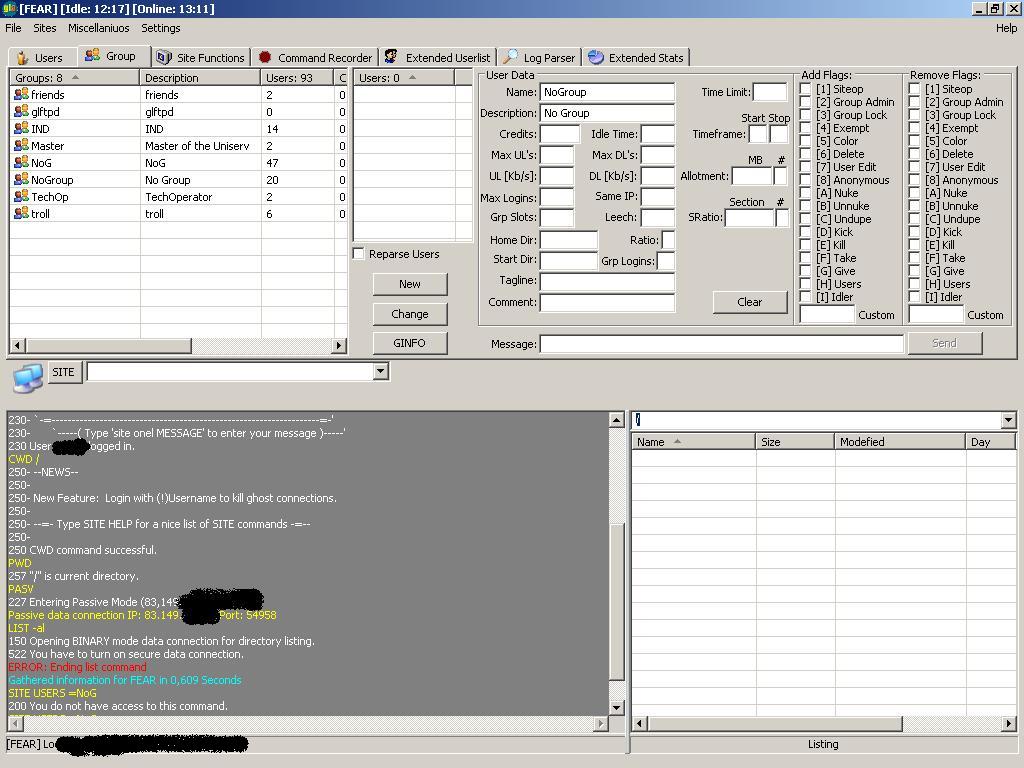 [FEAR] [Idle: 12:17] [Online: 13:11]
File Sites Miscellaniuos Settings Help
Users Group Site Functions Command Recorder Extended Userlist Log Parser Extended Stats
Groups: 8 Description Users: 93 C
friends friends 2 0
glftpd glftpd 0 0
IND IND 14 0
Master Master of the Uniserv 2 0
NoG NoG 47 0
NoGroup No Group 20 0
TechOp TechOperator 2 0
troll troll 6 0
Users: 0
Reparse Users
New
Change
GINFO
User Data
Name: NoGroup
Description: No Group
Credits: Idle Time:
Max UL's: Max DL's:
UL [Kb/s]: DL [Kb/s]:
Max Logins: Same IP:
Grp Slots: Leech:
Home Dir: Ratio:
Start Dir: Grp Logins:
Tagline:
Comment:
Time Limit:
Start Stop
Timeframe:
MB #
Allotment:
Section #
SRatio:
Clear
Message: Send
Add Flags:
[1] Siteop
[2] Group Admin
[3] Group Lock
[4] Exempt
[5] Color
[6] Delete
[7] User Edit
[8] Anonymous
[A] Nuke
[B] Unnuke
[C] Undupe
[D] Kick
[E] Kill
[F] Take
[G] Give
[H] Users
[I] Idler
Custom
Remove Flags:
[1] Siteop
[2] Group Admin
[3] Group Lock
[4] Exempt
[5] Color
[6] Delete
[7] User Edit
[8] Anonymous
[A] Nuke
[B] Unnuke
[C] Undupe
[D] Kick
[E] Kill
[F] Take
[G] Give
[H] Users
[I] Idler
Custom
SITE
230- `-=----------------------------------------------------------------------=-'
230- `-----( Type 'site onel MESSAGE' to enter your message )-----'
230 User ogged in.
CWD /
250- --NEWS--
250-
250- New Feature: Login with (!)Username to kill ghost connections.
250-
250- --=- Type SITE HELP for a nice list of SITE commands -=--
250-
250 CWD command successful.
PWD
257 "/" is current directory.
PASV
227 Entering Passive Mode (83,149
Passive data connection IP: 83.149. Port: 54958
LIST -al
150 Opening BINARY mode data connection for directory listing.
522 You have to turn on secure data connection.
ERROR: Ending list command
Gathered information for FEAR in 0,609 Seconds
SITE USERS =NoG
200 You do not have access to this command.
/
Name Size Modefied Day
[FEAR] Lo
Listing